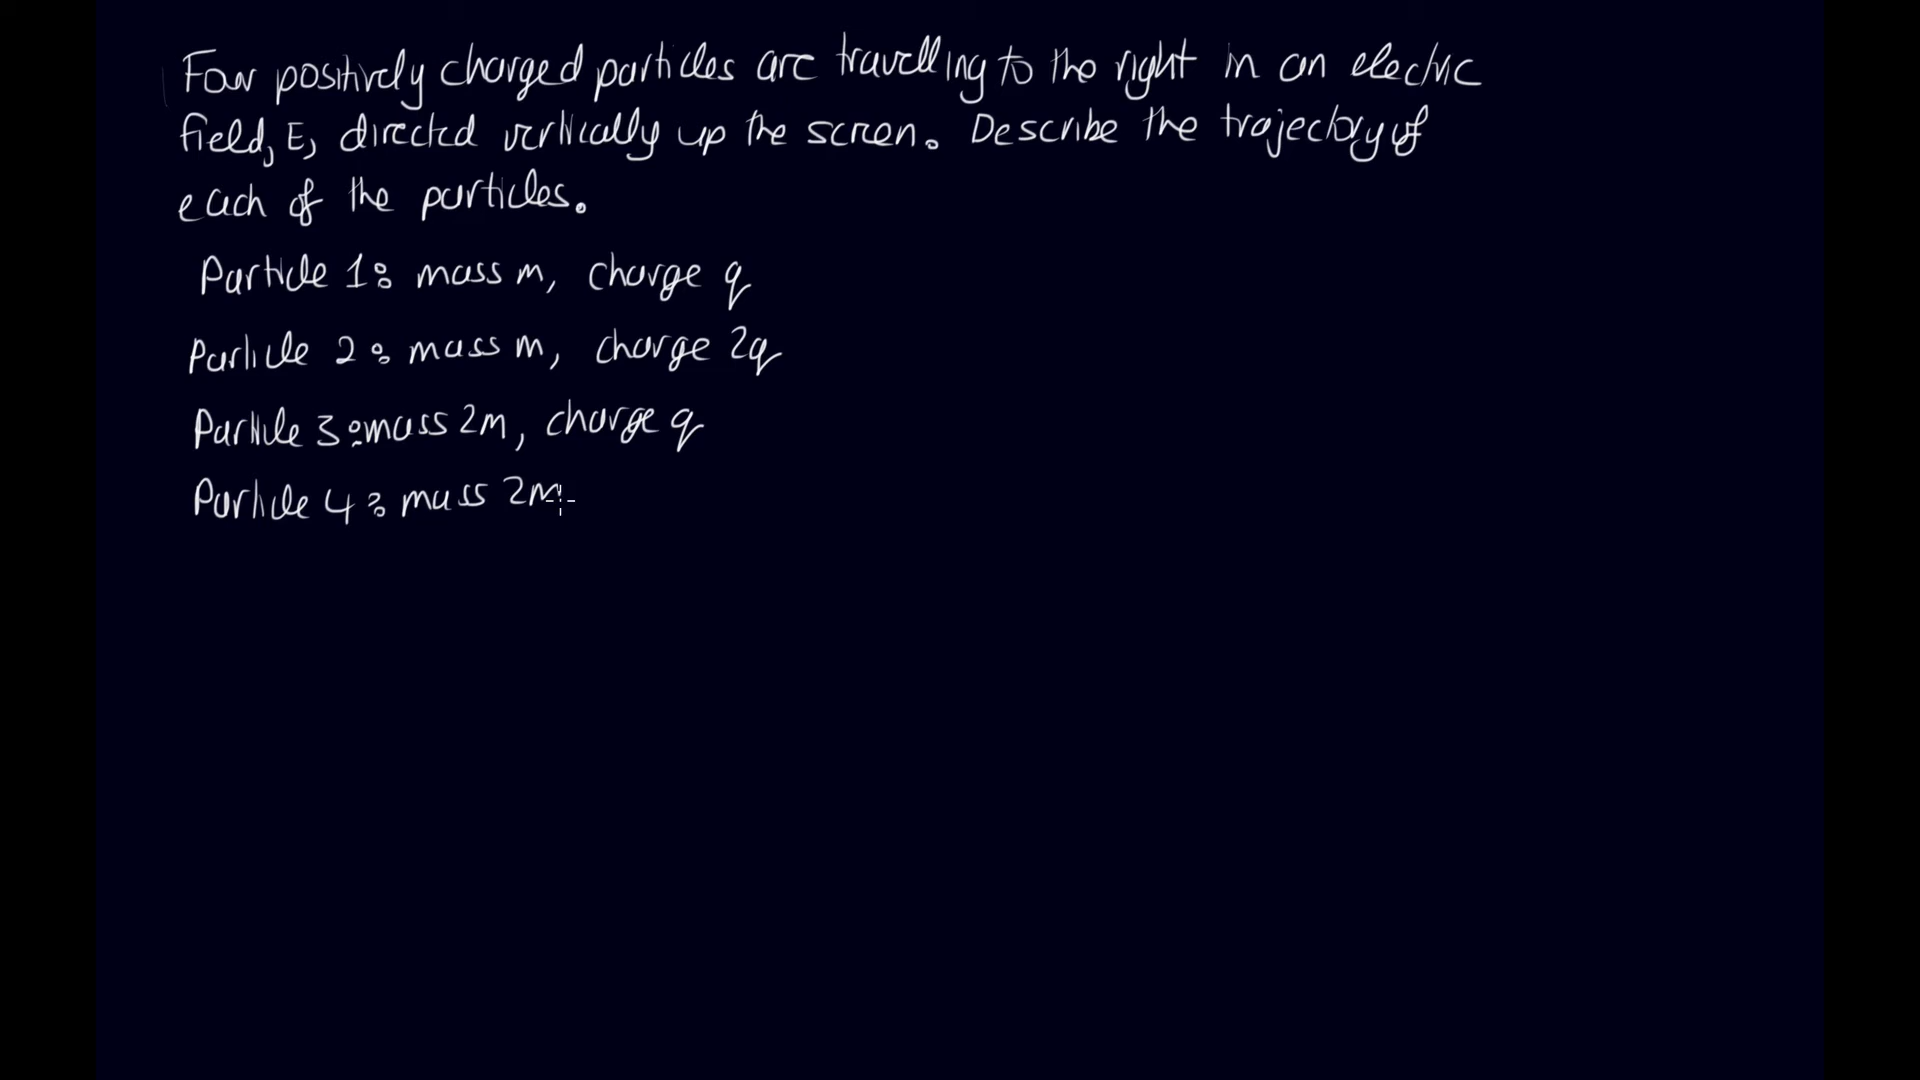 Four positively charged particles are travelling to the right in an electric
field, E, directed vertically up the screen. Describe the trajectory of
each of the particles.
Particle 1: mass m, charge q
Particle 2: mass m, charge 2q
Particle 3: mass 2m, charge q
Particle 4: mass 2m